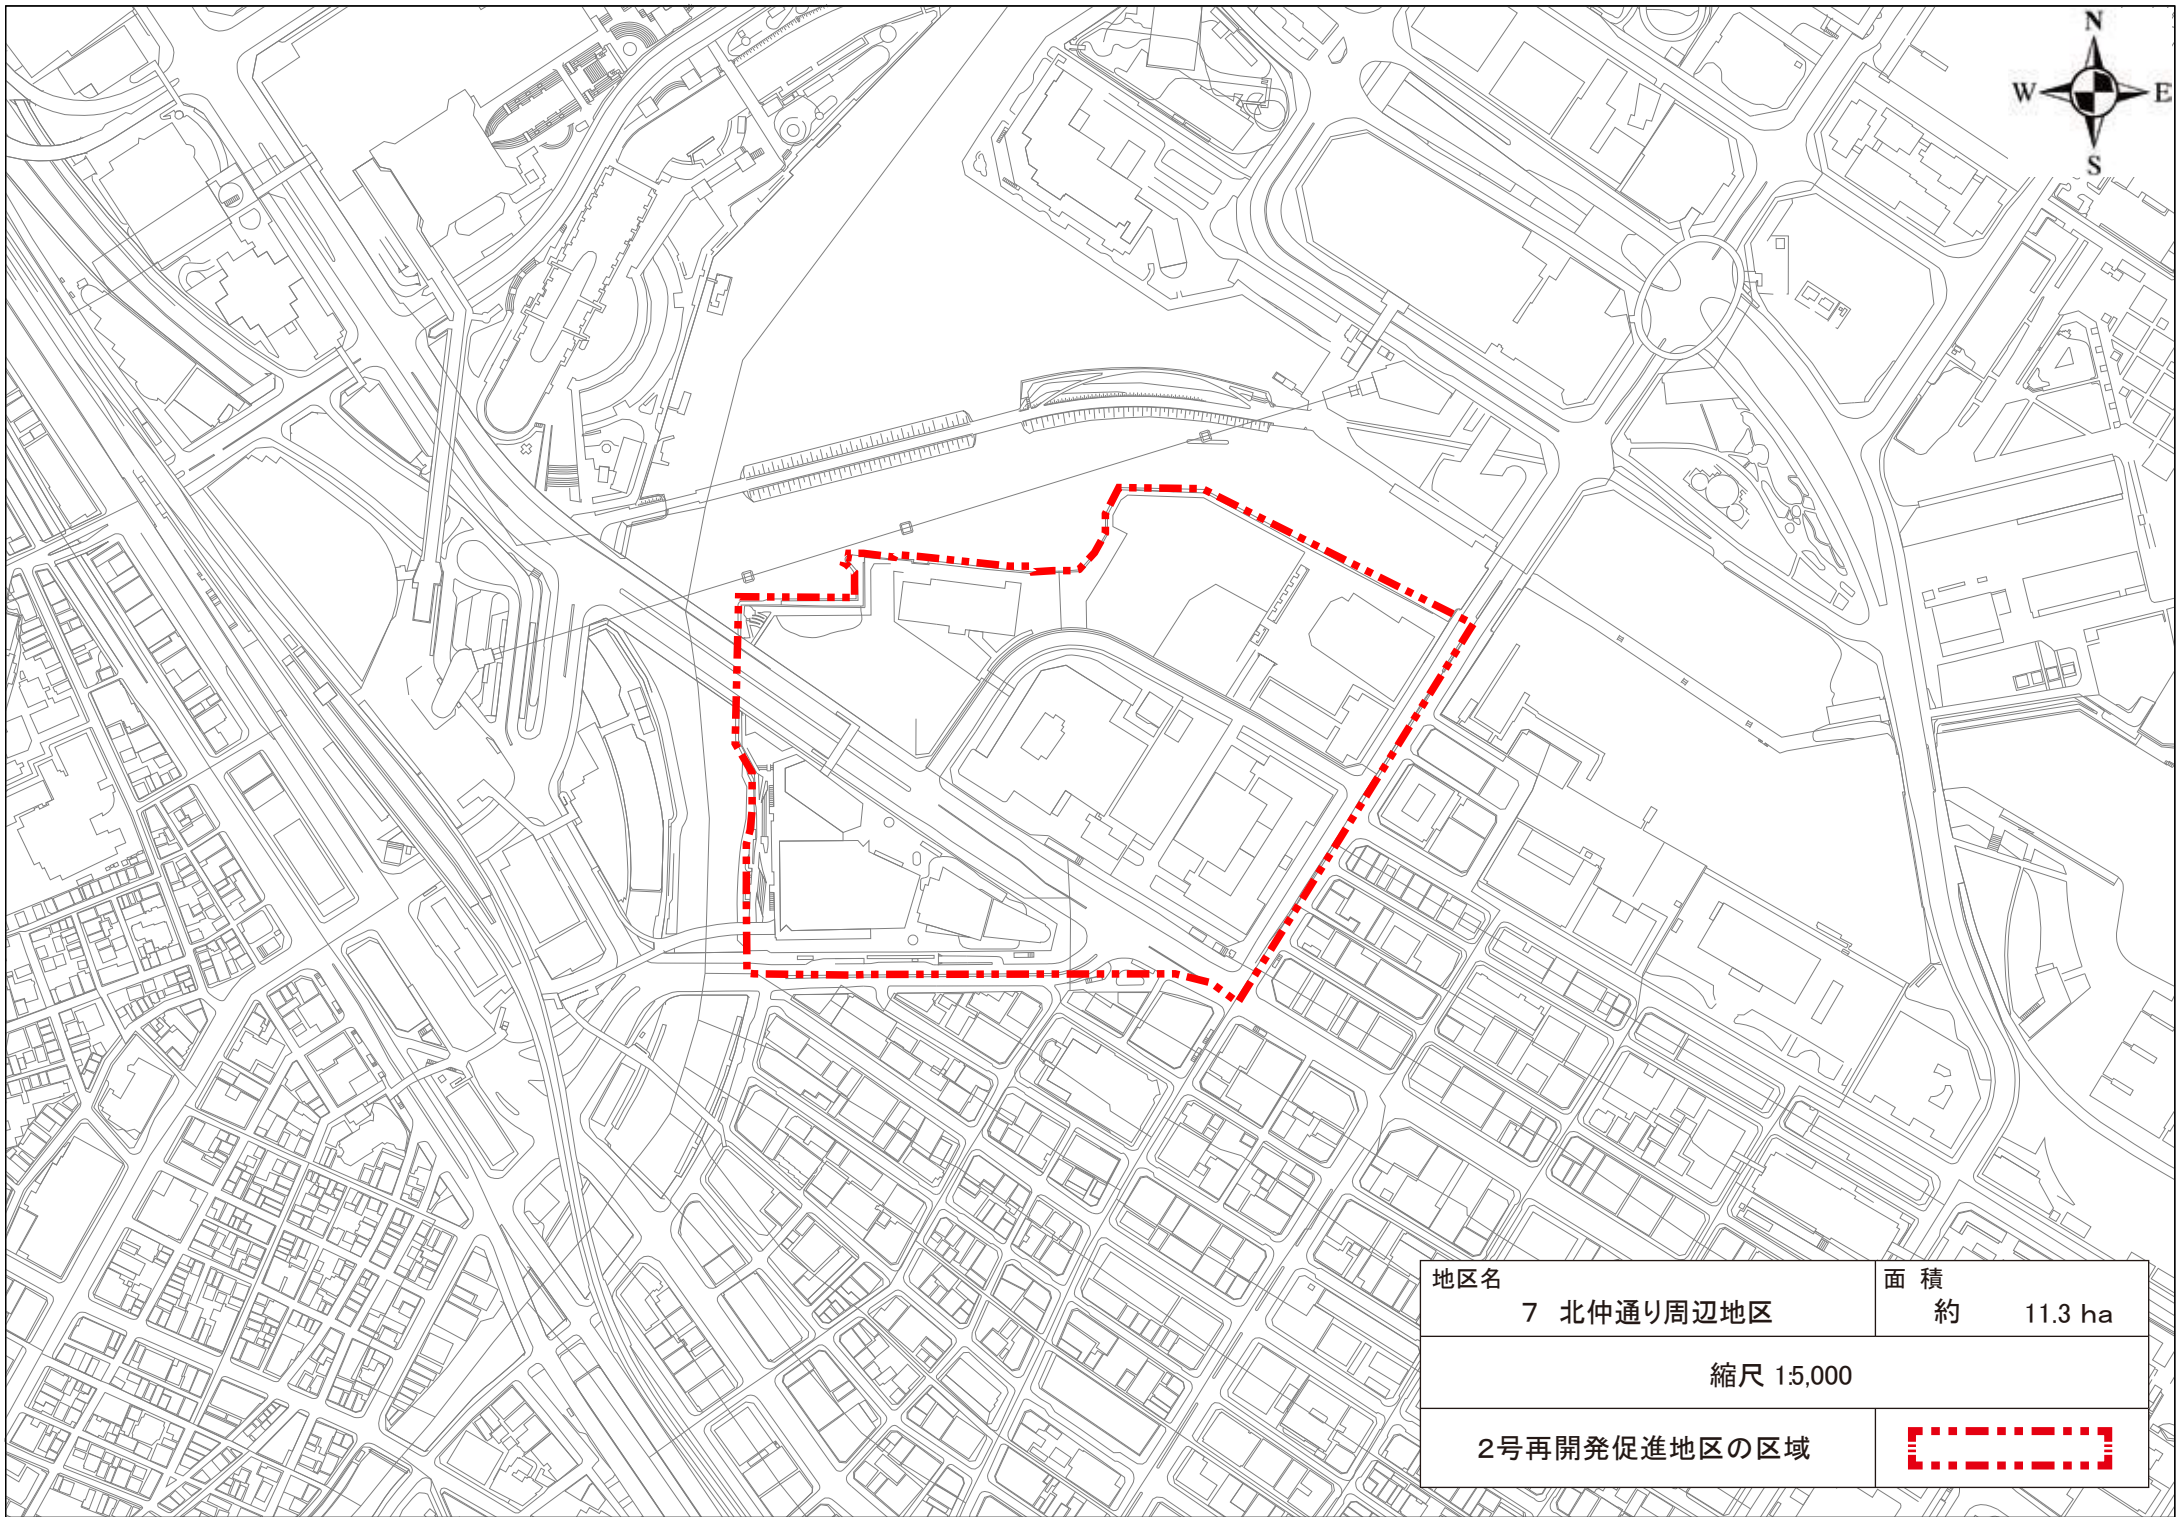 N
W E
S
地区名
7 北仲通り周辺地区
面 積
約 11.3 ha
縮尺 1:5,000
2号再開発促進地区の区域